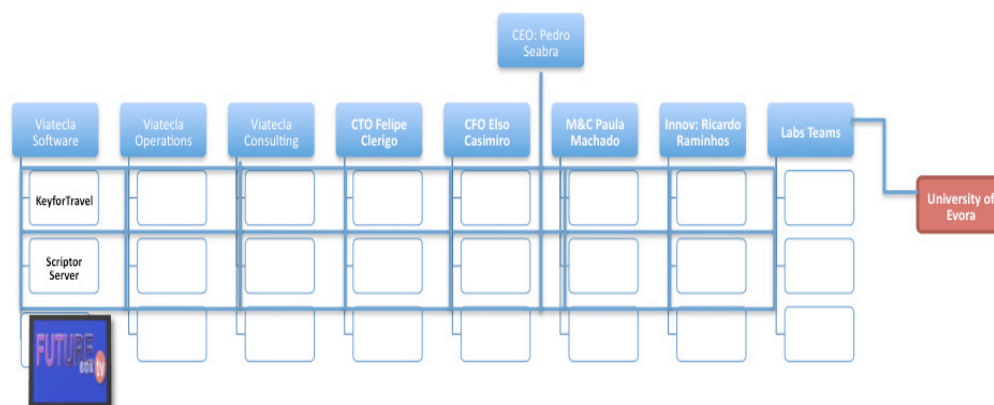 CEO: Pedro
Seabra
Viatecla
Software
Viatecla
Operations
Viatecla
Consulting
CTO Felipe
Clerigo
CFO Elso
Casimiro
M&C Paula
Machado
Innov: Ricardo
Raminhos
Labs Teams
KeyforTravel
University of
Evora
Scriptor
Server
FUTURE
BOX tv